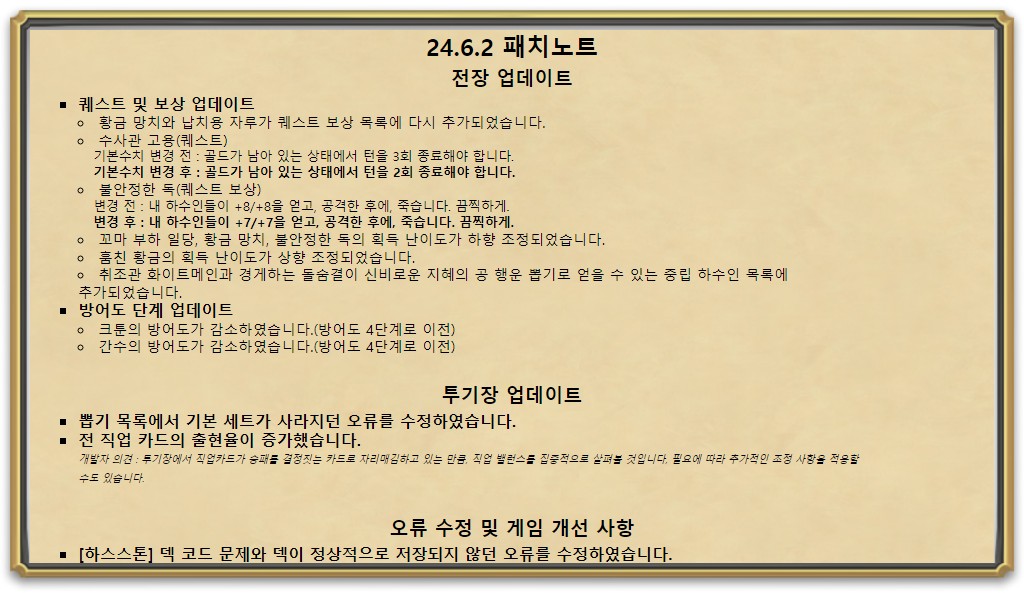 24.6.2 패치노트
전장 업데이트
▪ 퀘스트 및 보상 업데이트
○ 황금 망치와 납치용 자루가 퀘스트 보상 목록에 다시 추가되었습니다.
○ 수사관 고용(퀘스트)
기본수치 변경 전 : 골드가 남아 있는 상태에서 턴을 3회 종료해야 합니다.
기본수치 변경 후 : 골드가 남아 있는 상태에서 턴을 2회 종료해야 합니다.
○ 불안정한 독(퀘스트 보상)
변경 전 : 내 하수인들이 +8/+8을 얻고, 공격한 후에, 죽습니다. 끔찍하게.
변경 후 : 내 하수인들이 +7/+7을 얻고, 공격한 후에, 죽습니다. 끔찍하게.
○ 꼬마 부하 일당, 황금 망치, 불안정한 독의 획득 난이도가 하향 조정되었습니다.
○ 훔친 황금의 획득 난이도가 상향 조정되었습니다.
○ 취조관 화이트메인과 경계하는 돌숨결이 신비로운 지혜의 공 행운 뽑기로 얻을 수 있는 중립 하수인 목록에
추가되었습니다.
▪ 방어도 단계 업데이트
○ 크툰의 방어도가 감소하였습니다.(방어도 4단계로 이전)
○ 간수의 방어도가 감소하였습니다.(방어도 4단계로 이전)
투기장 업데이트
▪ 뽑기 목록에서 기본 세트가 사라지던 오류를 수정하였습니다.
▪ 전 직업 카드의 출현율이 증가했습니다.
개발자 의견 : 투기장에서 직업카드가 승패를 결정짓는 카드로 자리매김하고 있는 만큼, 직업 밸런스를 집중적으로 살펴볼 것입니다, 필요에 따라 추가적인 조정 사항을 적용할
수도 있습니다.
오류 수정 및 게임 개선 사항
▪ [하스스톤] 덱 코드 문제와 덱이 정상적으로 저장되지 않던 오류를 수정하였습니다.